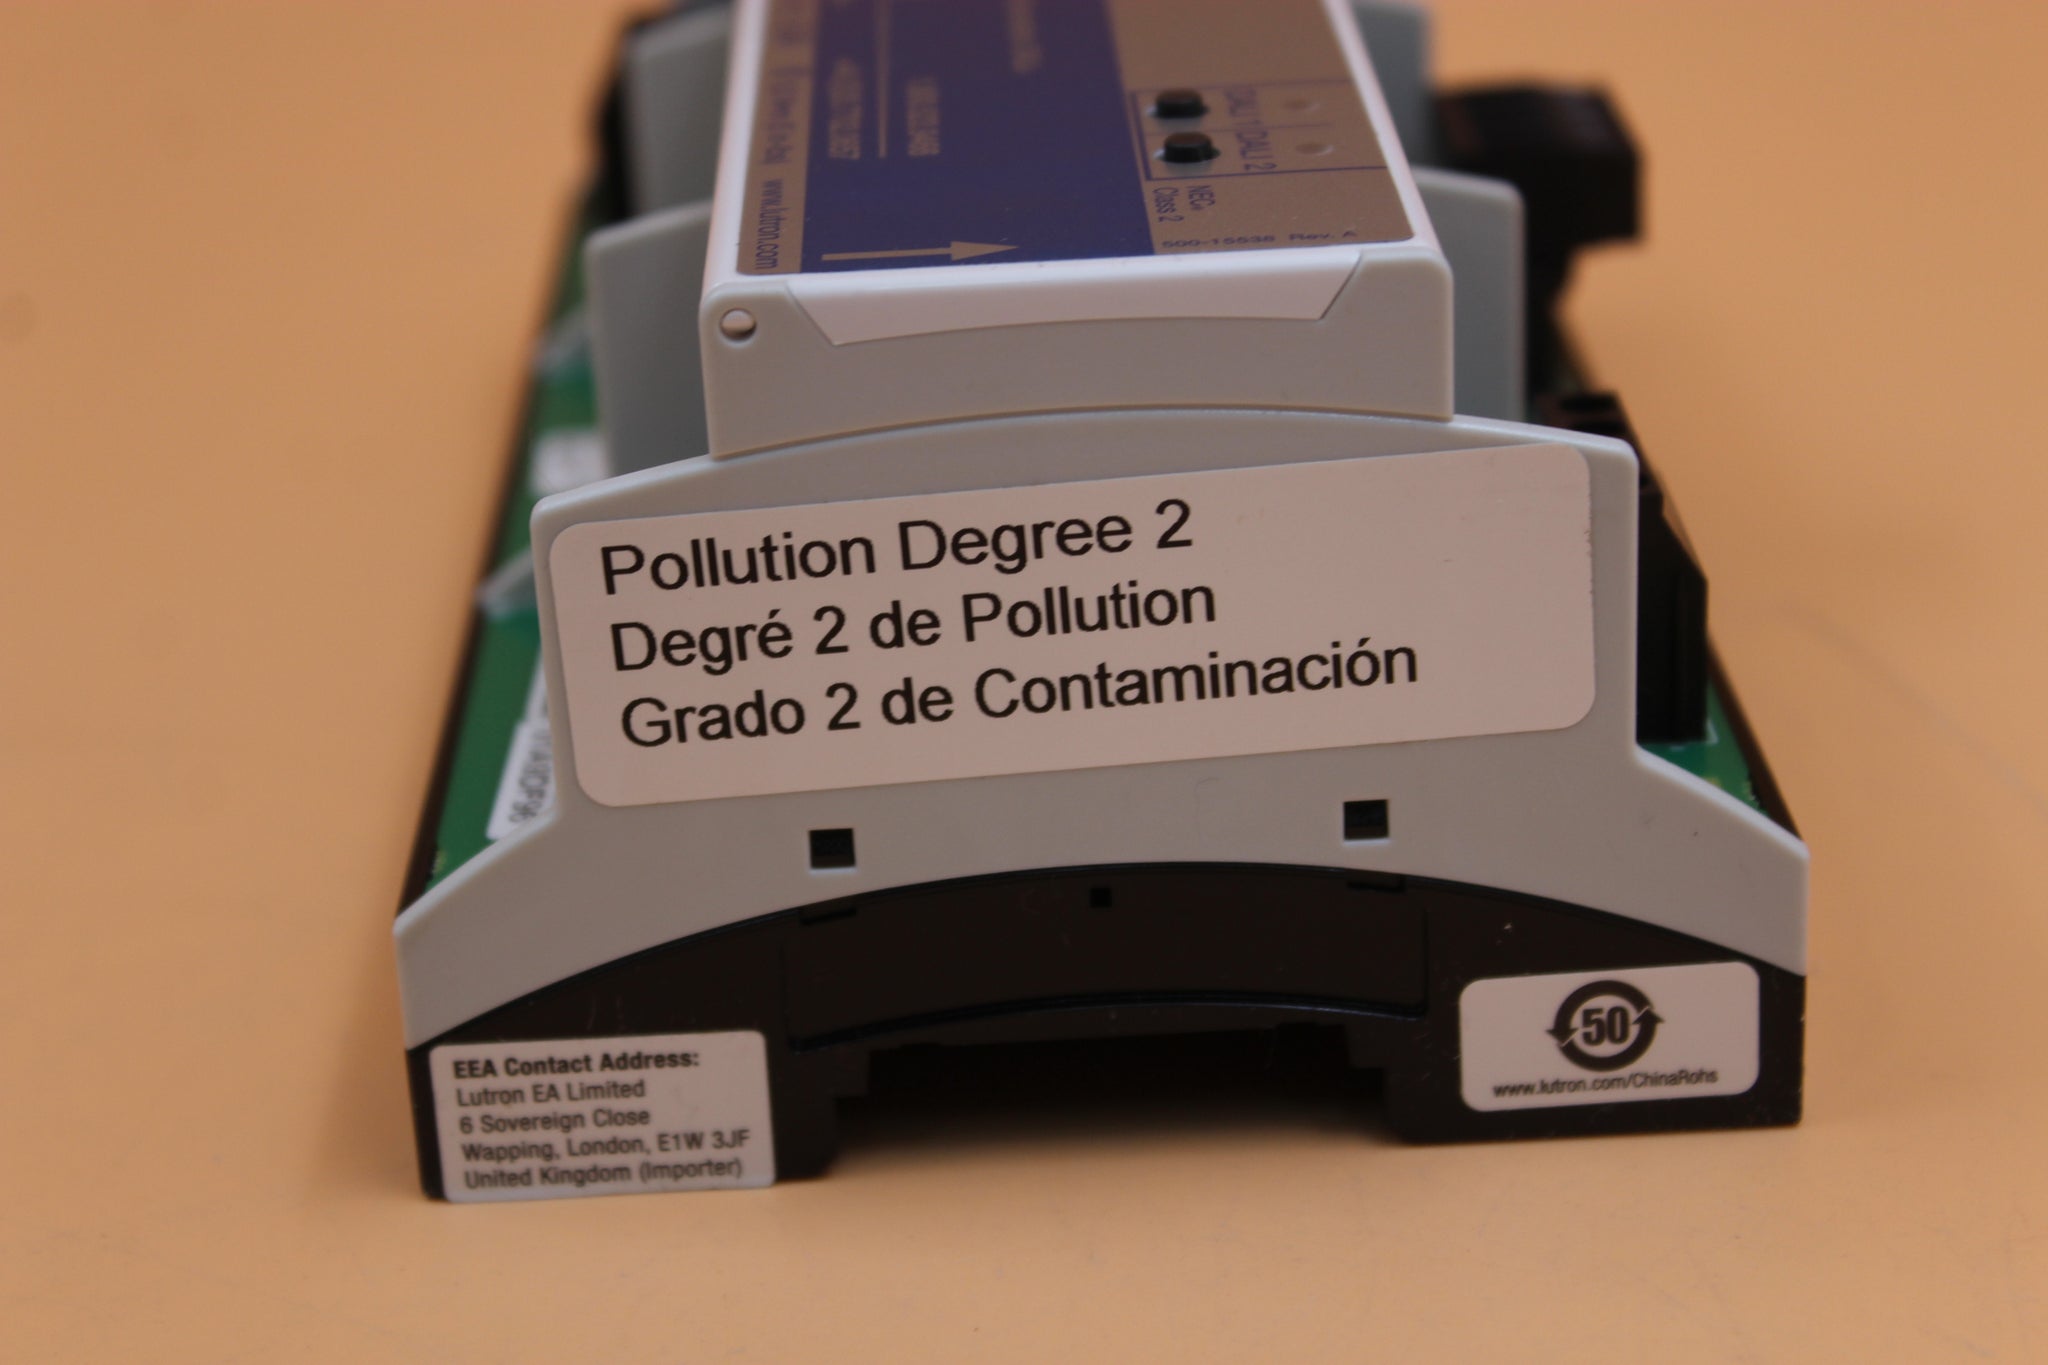 www.lutron.com
DALI 1
DALI 2
NEC®
Class 2
500-15538 Rev. A
Pollution Degree 2
Degré 2 de Pollution
Grado 2 de Contaminación
EEA Contact Address:
Lutron EA Limited
6 Sovereign Close
Wapping, London, E1W 3JF
United Kingdom (Importer)
50
www.lutron.com/ChinaRohs